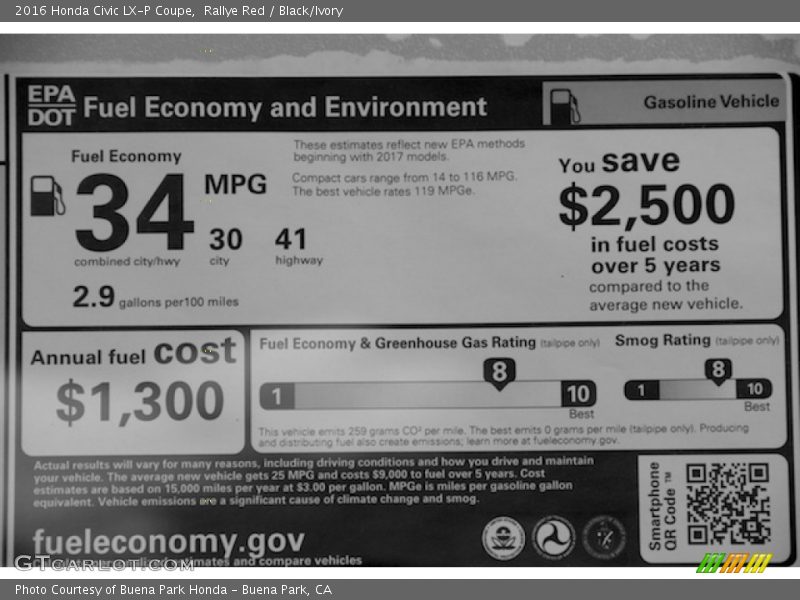 2016 Honda Civic LX-P Coupe,  Rallye Red / Black/Ivory
EPA
DOT
Fuel Economy and Environment
Gasoline Vehicle
Fuel Economy
34
MPG
combined city/hwy
30
city
41
highway
2.9 gallons per100 miles
These estimates reflect new EPA methods
beginning with 2017 models.
Compact cars range from 14 to 116 MPG.
The best vehicle rates 119 MPGe.
You save
$2,500
in fuel costs
over 5 years
compared to the
average new vehicle.
Annual fuel cost
$1,300
Fuel Economy & Greenhouse Gas Rating (tailpipe only)
8
1
10
Best
Smog Rating (tailpipe only)
8
1
10
Best
This vehicle emits 259 grams CO² per mile. The best emits 0 grams per mile (tailpipe only). Producing
and distributing fuel also create emissions; learn more at fueleconomy.gov.
Actual results will vary for many reasons, including driving conditions and how you drive and maintain
your vehicle. The average new vehicle gets 25 MPG and costs $9,000 to fuel over 5 years. Cost
estimates are based on 15,000 miles per year at $3.00 per gallon. MPGe is miles per gasoline gallon
equivalent. Vehicle emissions are a significant cause of climate change and smog.
fueleconomy.gov
estimates and compare vehicles
Smartphone
QR Code™
GTCARLOT.COM
Photo Courtesy of Buena Park Honda – Buena Park, CA